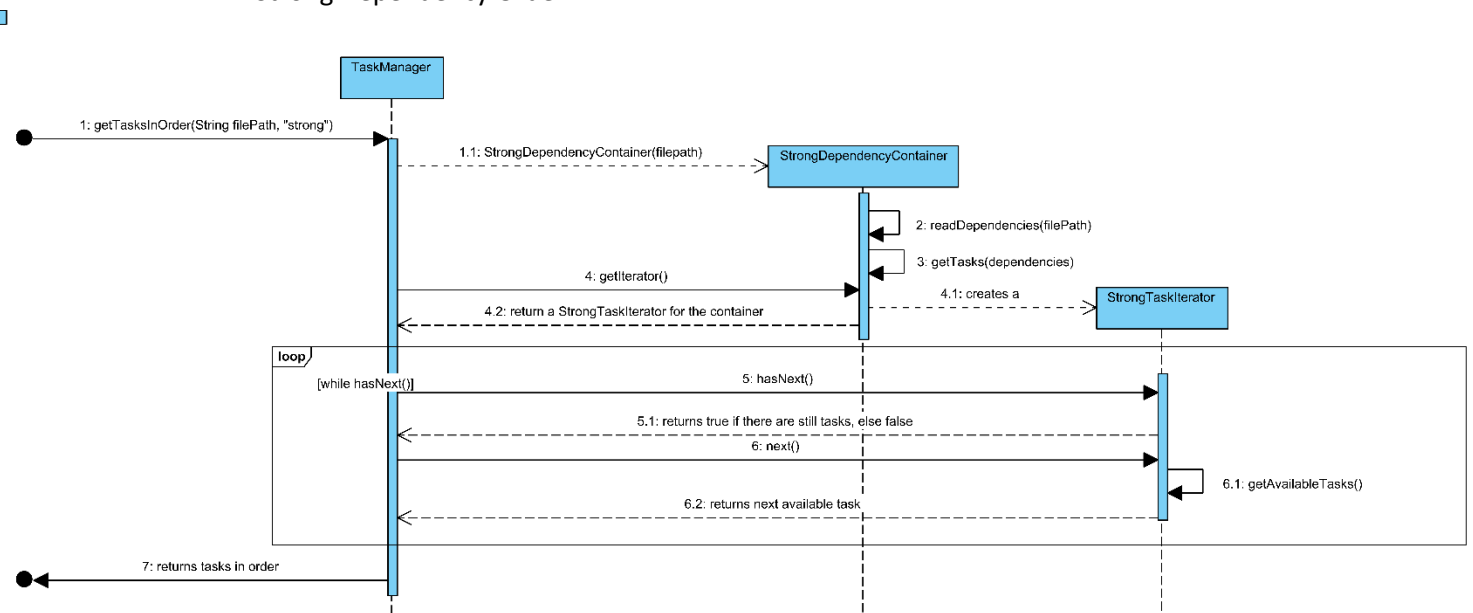 TaskManager
1: getTasksInOrder(String filePath, "strong")
1.1: StrongDependencyContainer(filepath)
StrongDependencyContainer
2: readDependencies(filePath)
3: getTasks(dependencies)
4: getIterator()
4.1: creates a
StrongTaskIterator
4.2: return a StrongTaskIterator for the container
loop
[while hasNext()]
5: hasNext()
5.1: returns true if there are still tasks, else false
6: next()
6.1: getAvailableTasks()
6.2: returns next available task
7: returns tasks in order